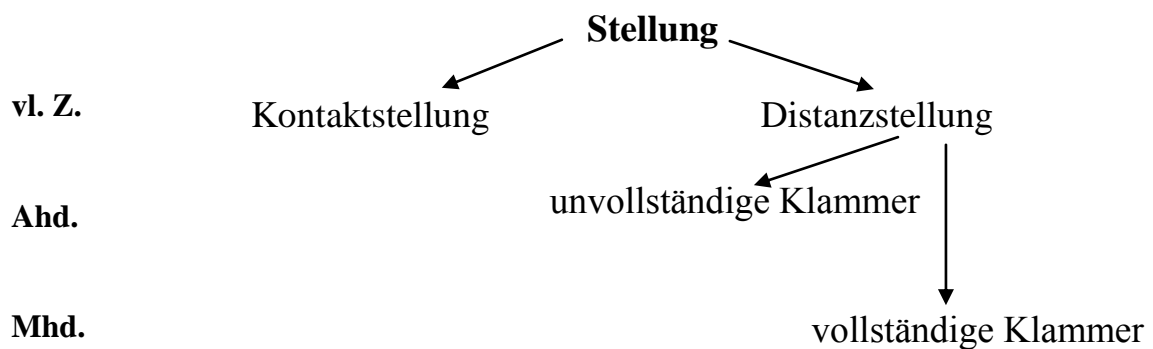 Stellung
vl. Z. Kontaktstellung Distanzstellung
unvollständige Klammer
Ahd.
Mhd. vollständige Klammer